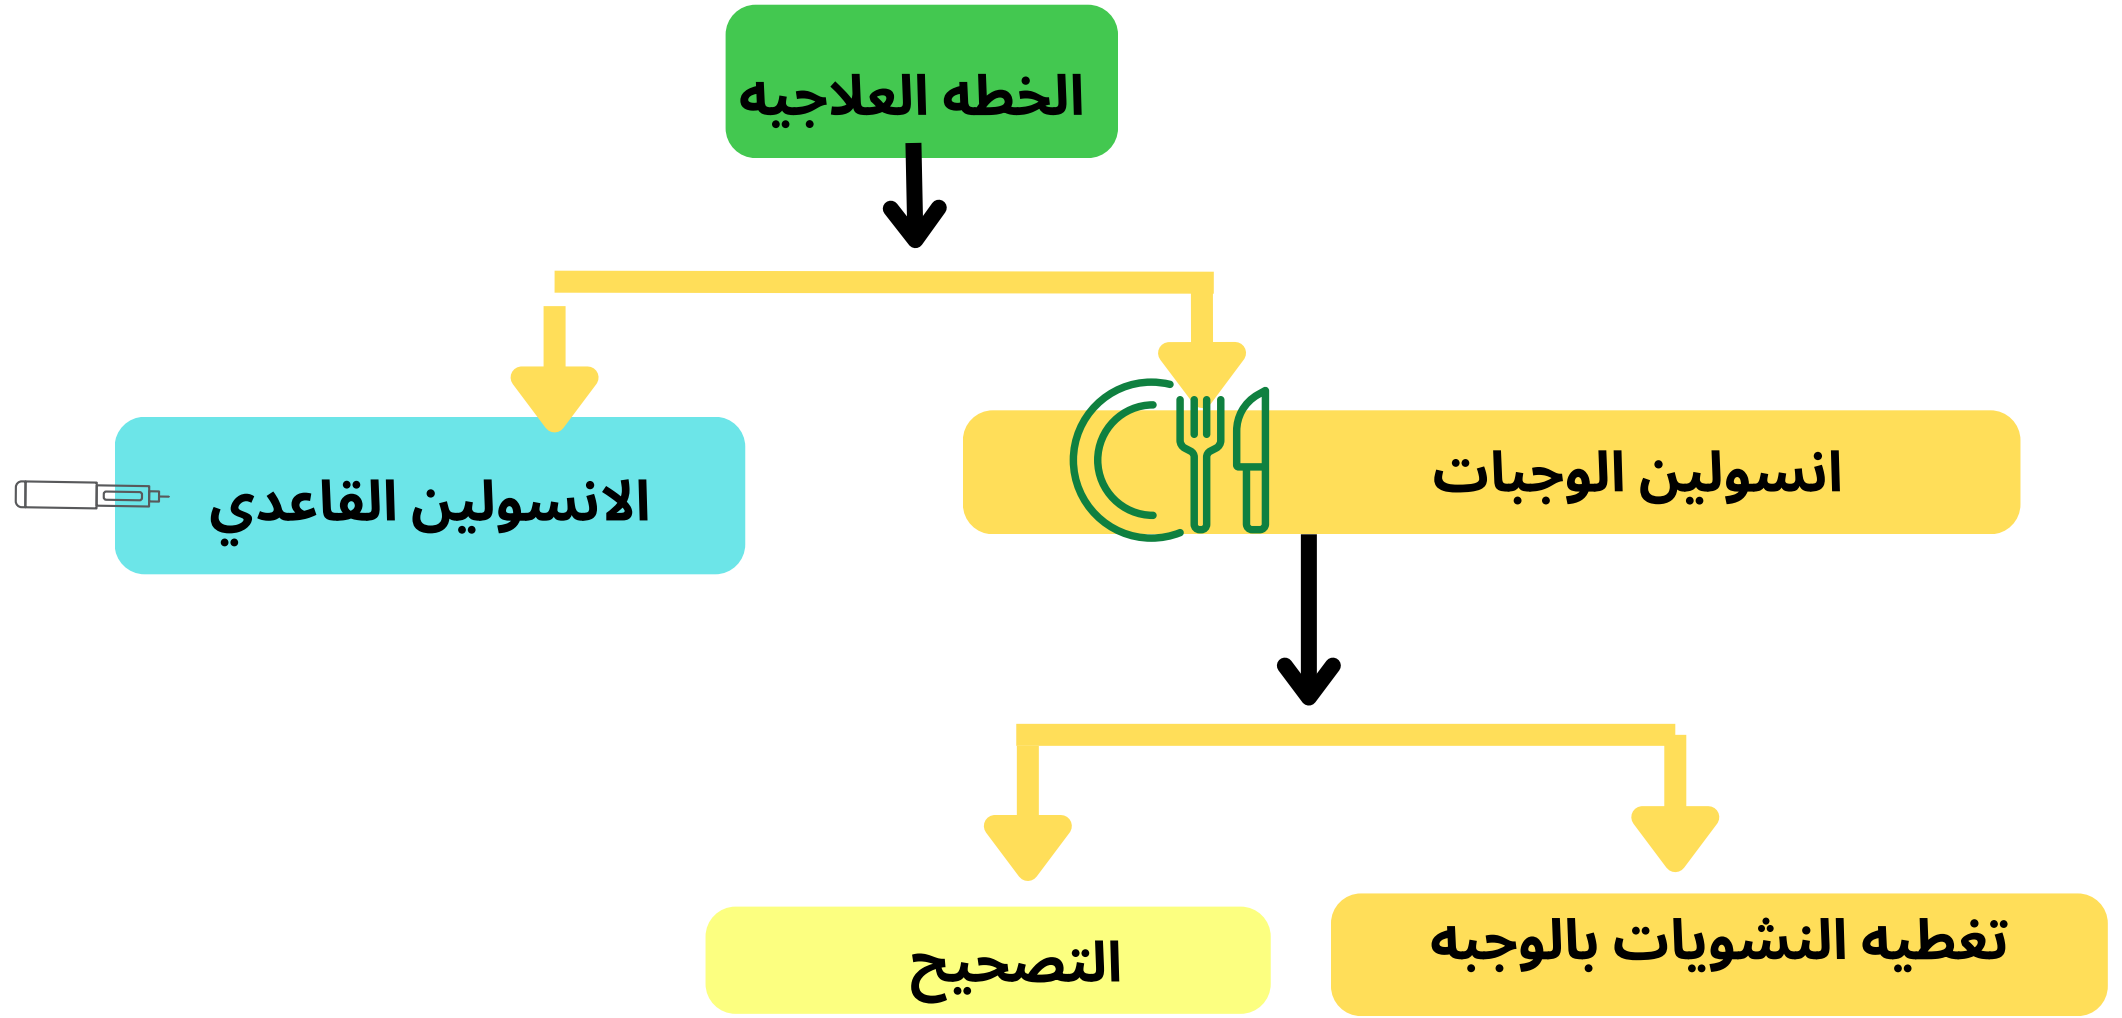 الخطه العلاجيه
انسولين الوجبات
الانسولين القاعدي
تغطيه النشويات بالوجبه
التصحيح